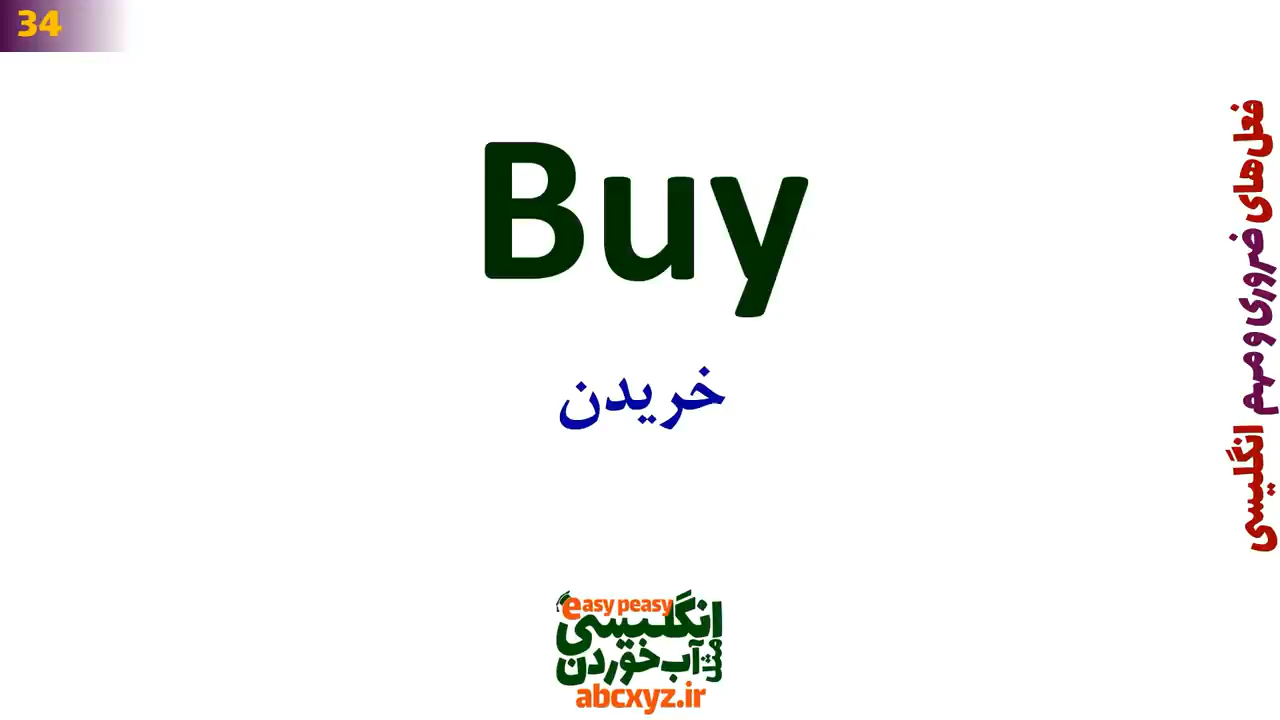 34
Buy
خریدن
فعل‌های ضروری و مهم انگلیسی
easy peasy
انگلیسی
مثل آب خوردن
abcxyz.ir